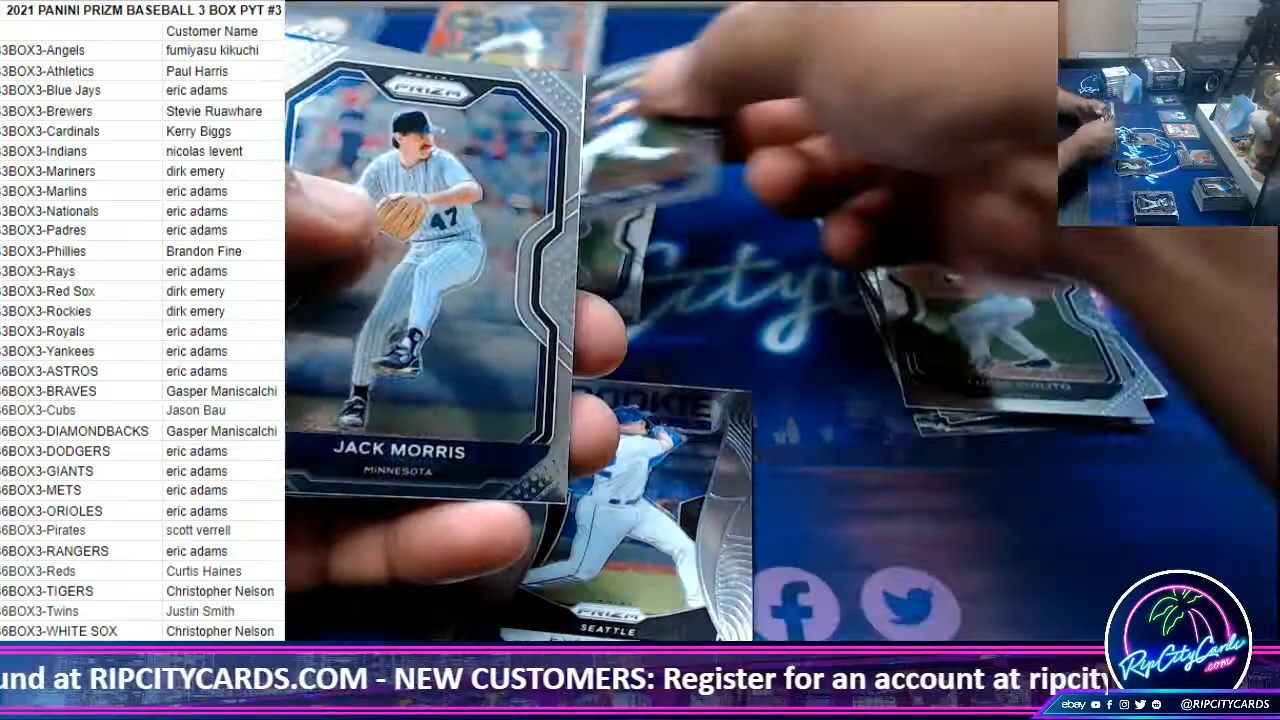 2021 PANINI PRIZM BASEBALL 3 BOX PYT #3
Customer Name
3BOX3-Angels fumiyasu kikuchi
3BOX3-Athletics Paul Harris
3BOX3-Blue Jays eric adams
3BOX3-Brewers Stevie Ruawhare
3BOX3-Cardinals Kerry Biggs
3BOX3-Indians nicolas levent
3BOX3-Mariners dirk emery
3BOX3-Marlins eric adams
3BOX3-Nationals eric adams
3BOX3-Padres eric adams
3BOX3-Phillies Brandon Fine
3BOX3-Rays eric adams
3BOX3-Red Sox dirk emery
3BOX3-Rockies dirk emery
3BOX3-Royals eric adams
3BOX3-Yankees eric adams
6BOX3-ASTROS eric adams
6BOX3-BRAVES Gasper Maniscalchi
6BOX3-Cubs Jason Bau
6BOX3-DIAMONDBACKS Gasper Maniscalchi
6BOX3-DODGERS eric adams
6BOX3-GIANTS eric adams
6BOX3-METS eric adams
6BOX3-ORIOLES eric adams
6BOX3-Pirates scott verrell
6BOX3-RANGERS eric adams
6BOX3-Reds Curtis Haines
6BOX3-TIGERS Christopher Nelson
6BOX3-Twins Justin Smith
6BOX3-WHITE SOX Christopher Nelson
PANINI
PRIZM
47
JACK MORRIS
MINNESOTA
City
ROOKIE
PRIZM
SEATTLE
RipCityCards
.com
und at RIPCITYCARDS.COM - NEW CUSTOMERS: Register for an account at ripcity
ebay @RIPCITYCARDS